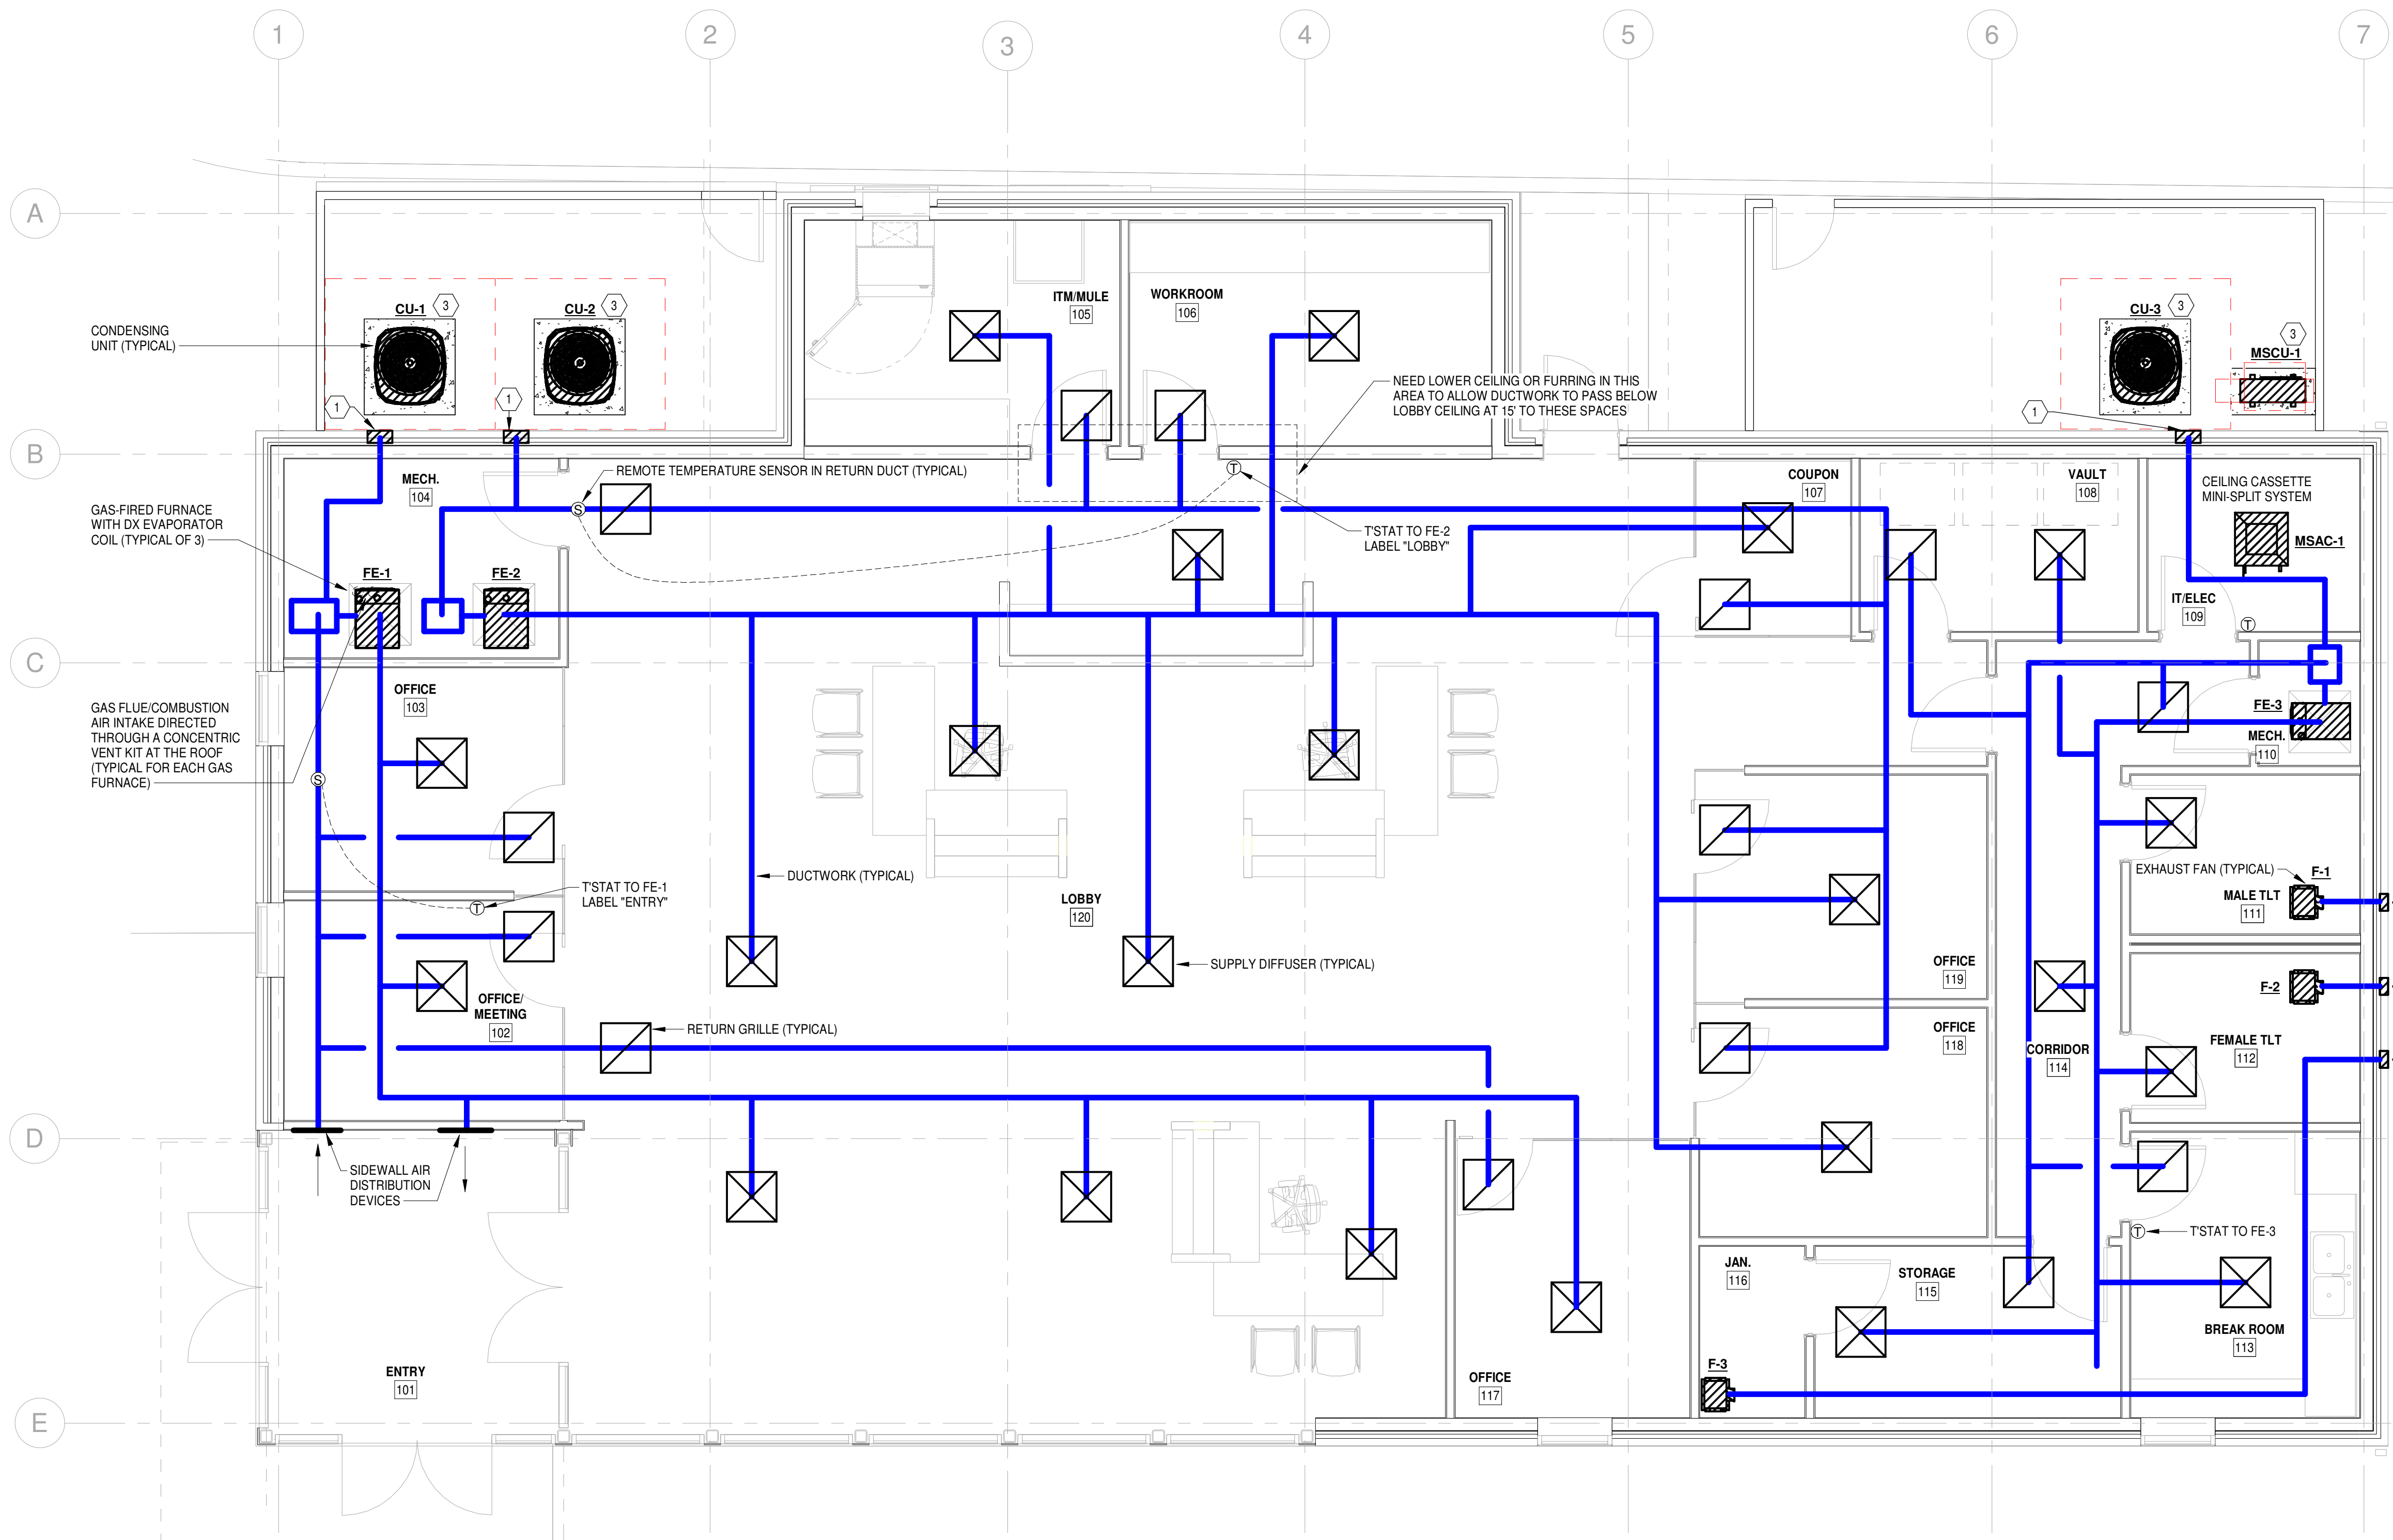 1
2
3
4
5
6
7
A
B
C
D
E
CU-1
3
CU-2
3
CONDENSING
UNIT (TYPICAL)
1
1
ITM/MULE
105
WORKROOM
106
CU-3
3
3
MSCU-1
1
NEED LOWER CEILING OR FURRING IN THIS
AREA TO ALLOW DUCTWORK TO PASS BELOW
LOBBY CEILING AT 15' TO THESE SPACES
MECH.
104
S
REMOTE TEMPERATURE SENSOR IN RETURN DUCT (TYPICAL)
T
T'STAT TO FE-2
LABEL "LOBBY"
COUPON
107
VAULT
108
CEILING CASSETTE
MINI-SPLIT SYSTEM
MSAC-1
IT/ELEC
109
T
GAS-FIRED FURNACE
WITH DX EVAPORATOR
COIL (TYPICAL OF 3)
FE-1
FE-2
OFFICE
103
GAS FLUE/COMBUSTION
AIR INTAKE DIRECTED
THROUGH A CONCENTRIC
VENT KIT AT THE ROOF
(TYPICAL FOR EACH GAS
FURNACE)
S
FE-3
MECH.
110
T
T'STAT TO FE-1
LABEL "ENTRY"
DUCTWORK (TYPICAL)
LOBBY
120
SUPPLY DIFFUSER (TYPICAL)
EXHAUST FAN (TYPICAL)
F-1
MALE TLT
111
OFFICE
119
F-2
OFFICE/
MEETING
102
RETURN GRILLE (TYPICAL)
OFFICE
118
CORRIDOR
114
FEMALE TLT
112
SIDEWALL AIR
DISTRIBUTION
DEVICES
T
T'STAT TO FE-3
JAN.
116
STORAGE
115
BREAK ROOM
113
ENTRY
101
OFFICE
117
F-3